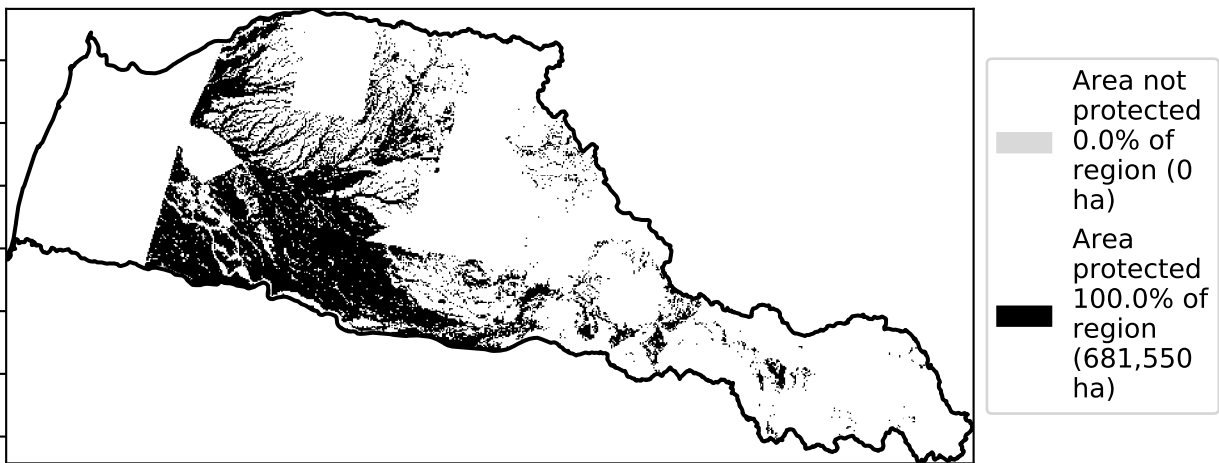 Area not
protected
0.0% of
region (0
ha)
Area
protected
100.0% of
region
(681,550
ha)